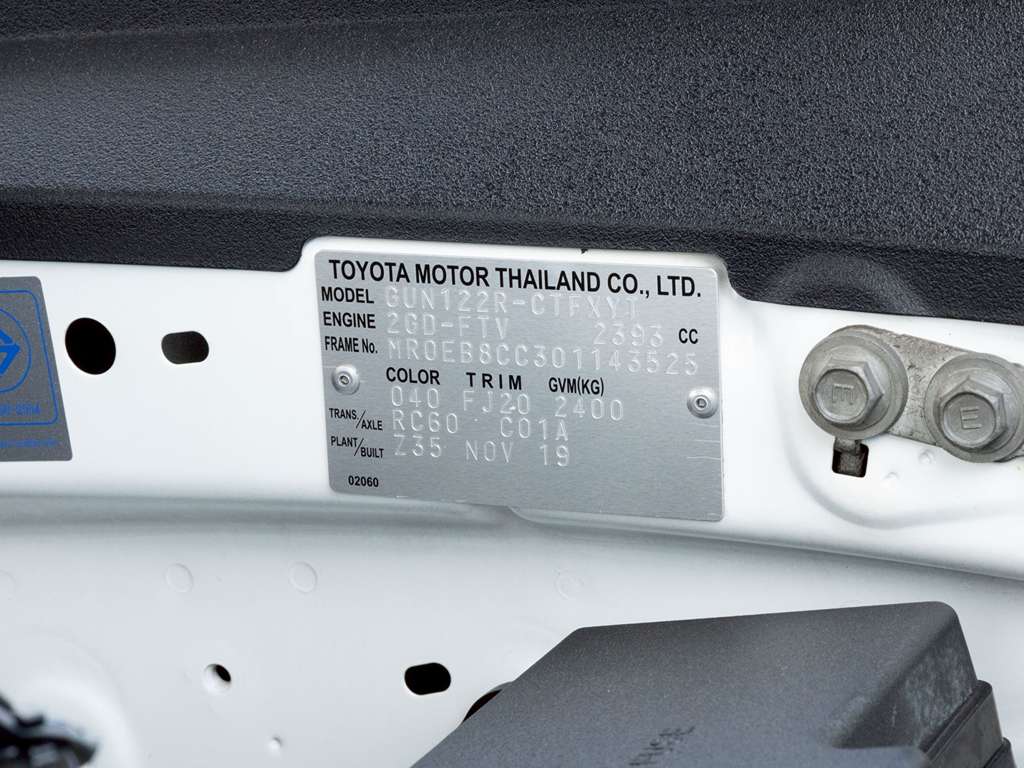 TOYOTA MOTOR THAILAND CO., LTD.
MODEL GUN122R-CTFXYT
ENGINE 2GD-FTV 2393 CC
FRAME No. MR0EB8CC301143525
COLOR TRIM GVM(KG)
040 FJ20 2400
TRANS./AXLE RC60 C01A
PLANT/BUILT Z35 NOV 19
02060
E
E